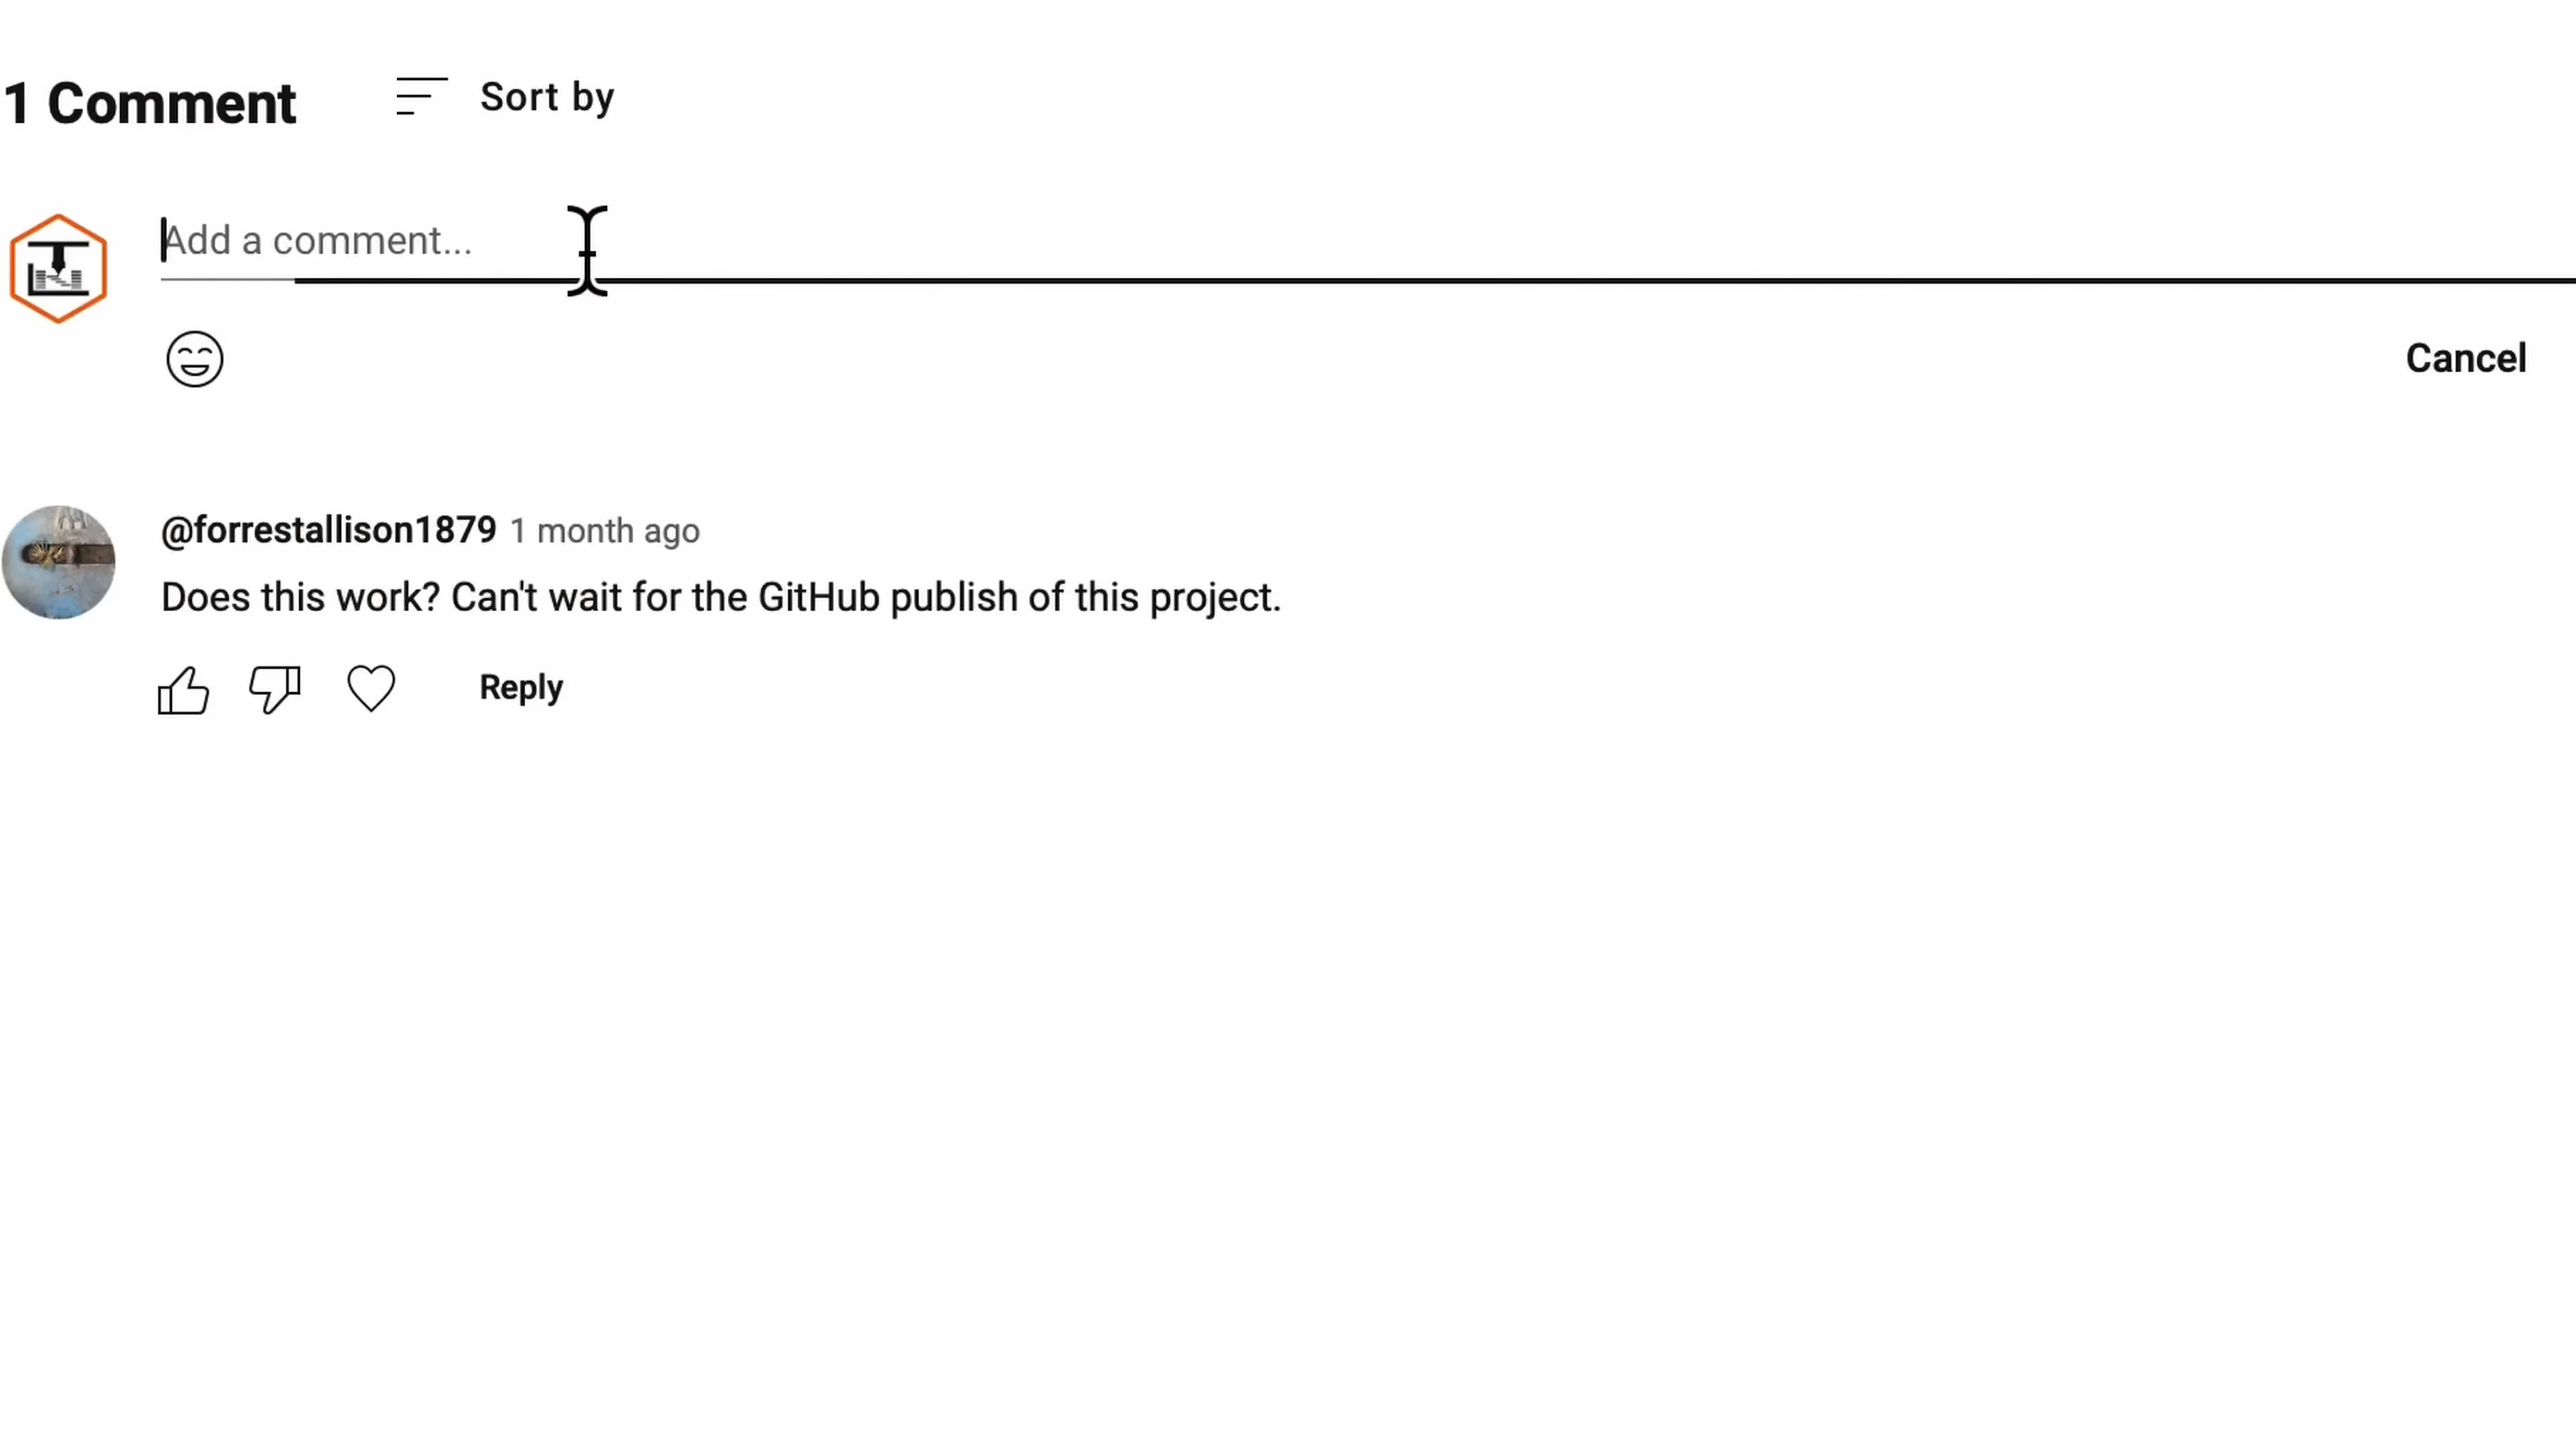 1 Comment
Sort by
Add a comment...
Cancel
@forrestallison1879 1 month ago
Does this work? Can't wait for the GitHub publish of this project.
Reply